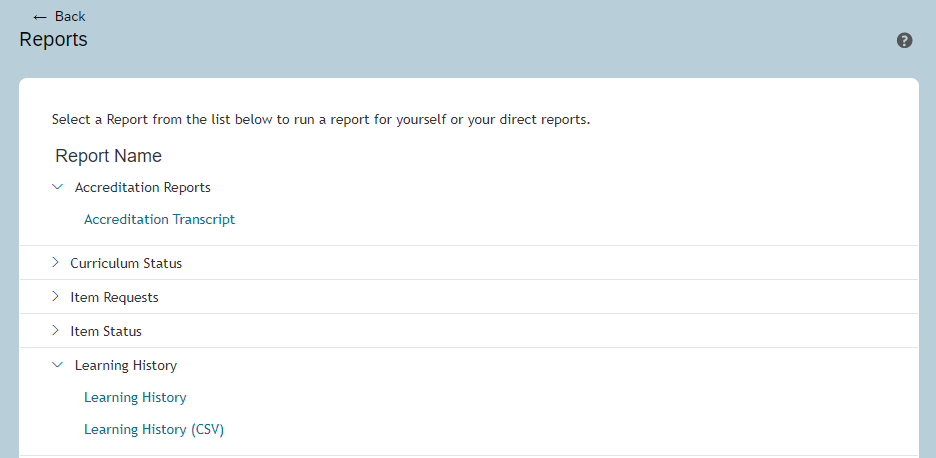 ← Back
Reports
?
Select a Report from the list below to run a report for yourself or your direct reports.
Report Name
Accreditation Reports
Accreditation Transcript
Curriculum Status
Item Requests
Item Status
Learning History
Learning History
Learning History (CSV)